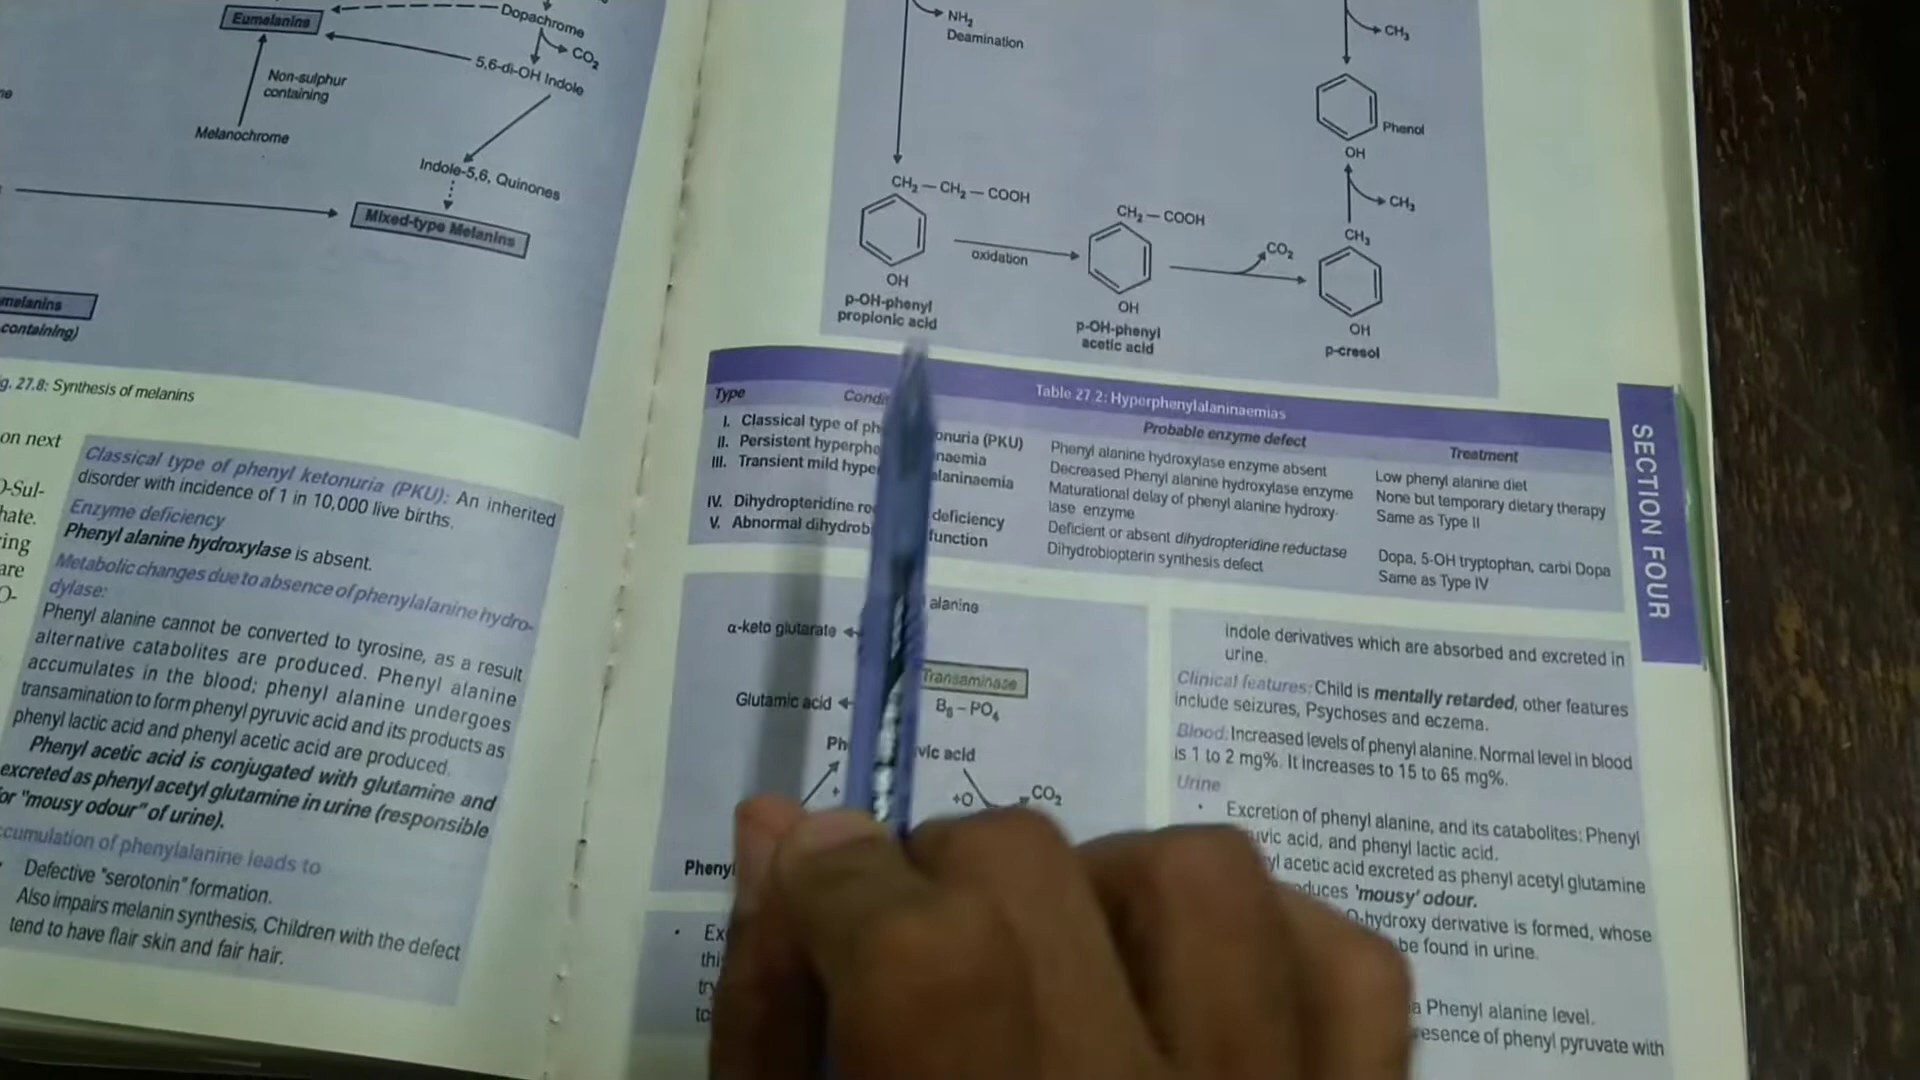 Eumelanins
Dopachrome
CO₂
5,6-di-OH Indole
Non-sulphur
containing
Melanochrome
Indole-5,6, Quinones
Mixed-type Melanins
melanins
containing)
g. 27.8: Synthesis of melanins
on next
O-Sul-
hate.
ing
are
O-
Classical type of phenyl ketonuria (PKU): An inherited
disorder with incidence of 1 in 10,000 live births.
Enzyme deficiency
Phenyl alanine hydroxylase is absent.
Metabolic changes due to absence of phenylalanine hydro-
dylase:
Phenyl alanine cannot be converted to tyrosine, as a result
alternative catabolites are produced. Phenyl alanine
accumulates in the blood; phenyl alanine undergoes
transamination to form phenyl pyruvic acid and its products as
phenyl lactic acid and phenyl acetic acid are produced.
Phenyl acetic acid is conjugated with glutamine and
excreted as phenyl acetyl glutamine in urine (responsible
or "mousy odour" of urine).
ccumulation of phenylalanine leads to
Defective "serotonin" formation.
Also impairs melanin synthesis, Children with the defect
tend to have flair skin and fair hair.
NH₂
Deamination
CH₃
Phenol
OH
CH₃
CH₂ — CH₂ — COOH
CH₂ — COOH
CH₃
oxidation
CO₂
OH
OH
OH
p-OH-phenyl
propionic acid
p-OH-phenyl
acetic acid
p-cresol
Table 27.2: Hyperphenylalaninaemias
Type
Probable enzyme defect
Treatment
I. Classical type of ph onuria (PKU) Phenyl alanine hydroxylase enzyme absent Low phenyl alanine diet
II. Persistent hyperphe naemia Decreased Phenyl alanine hydroxylase enzyme None but temporary dietary therapy
III. Transient mild hype alaninaemia Maturational delay of phenyl alanine hydroxy- Same as Type II
lase enzyme
IV. Dihydropteridine re deficiency Deficient or absent dihydropteridine reductase Dopa, 5-OH tryptophan, carbi Dopa
V. Abnormal dihydrob function Dihydrobiopterin synthesis defect Same as Type IV
SECTION FOUR
alanine
α-keto glutarate
Transaminase
Glutamic acid
B₆ – PO₄
Ph vic acid
+
+O
CO₂
Phenyl
Ex
thi
try
tc
indole derivatives which are absorbed and excreted in
urine.
Clinical features: Child is mentally retarded, other features
include seizures, Psychoses and eczema.
Blood: Increased levels of phenyl alanine. Normal level in blood
is 1 to 2 mg%. It increases to 15 to 65 mg%.
Urine
• Excretion of phenyl alanine, and its catabolites: Phenyl
uvic acid, and phenyl lactic acid.
yl acetic acid excreted as phenyl acetyl glutamine
oduces 'mousy' odour.
O-hydroxy derivative is formed, whose
be found in urine.
a Phenyl alanine level.
esence of phenyl pyruvate with